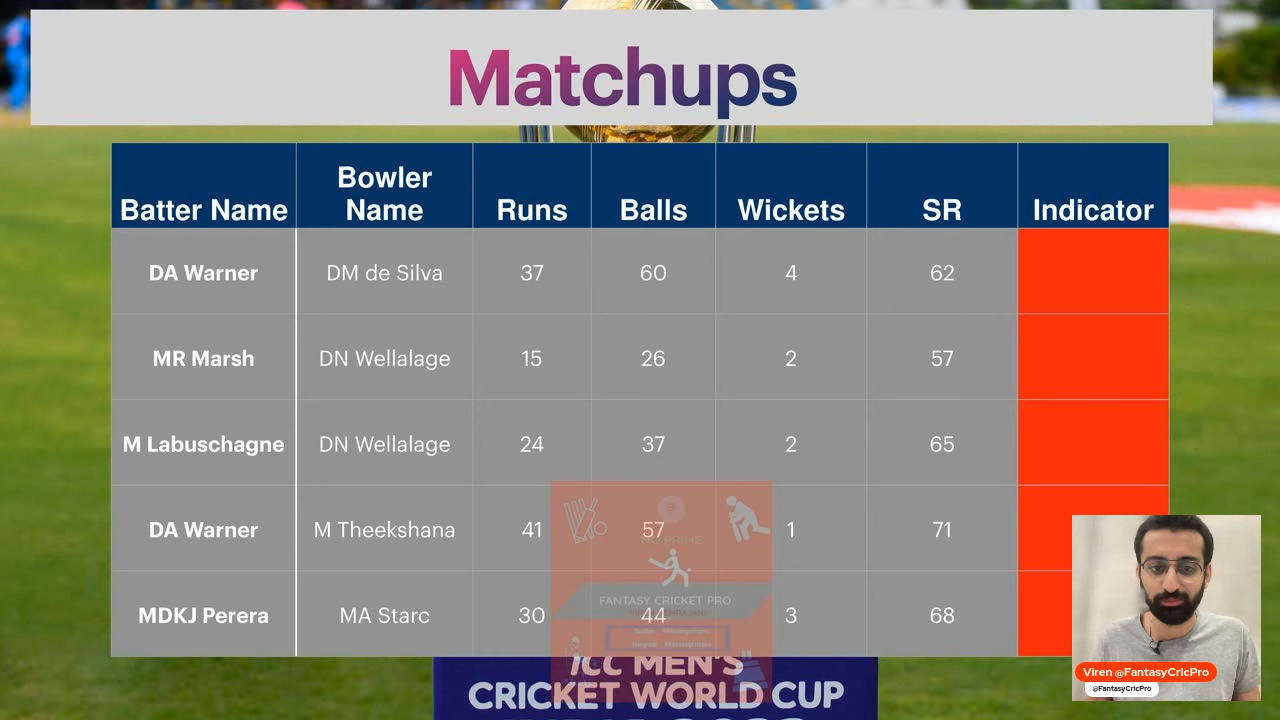 Matchups
Batter Name Bowler Name Runs Balls Wickets SR Indicator
DA Warner DM de Silva 37 60 4 62
MR Marsh DN Wellalage 15 26 2 57
M Labuschagne DN Wellalage 24 37 2 65
DA Warner M Theekshana 41 57 1 71
MDKJ Perera MA Starc 30 44 3 68
FANTASY CRICKET PRO
ICC MEN'S
CRICKET WORLD CUP
Viren @FantasyCricPro
@FantasyCricPro